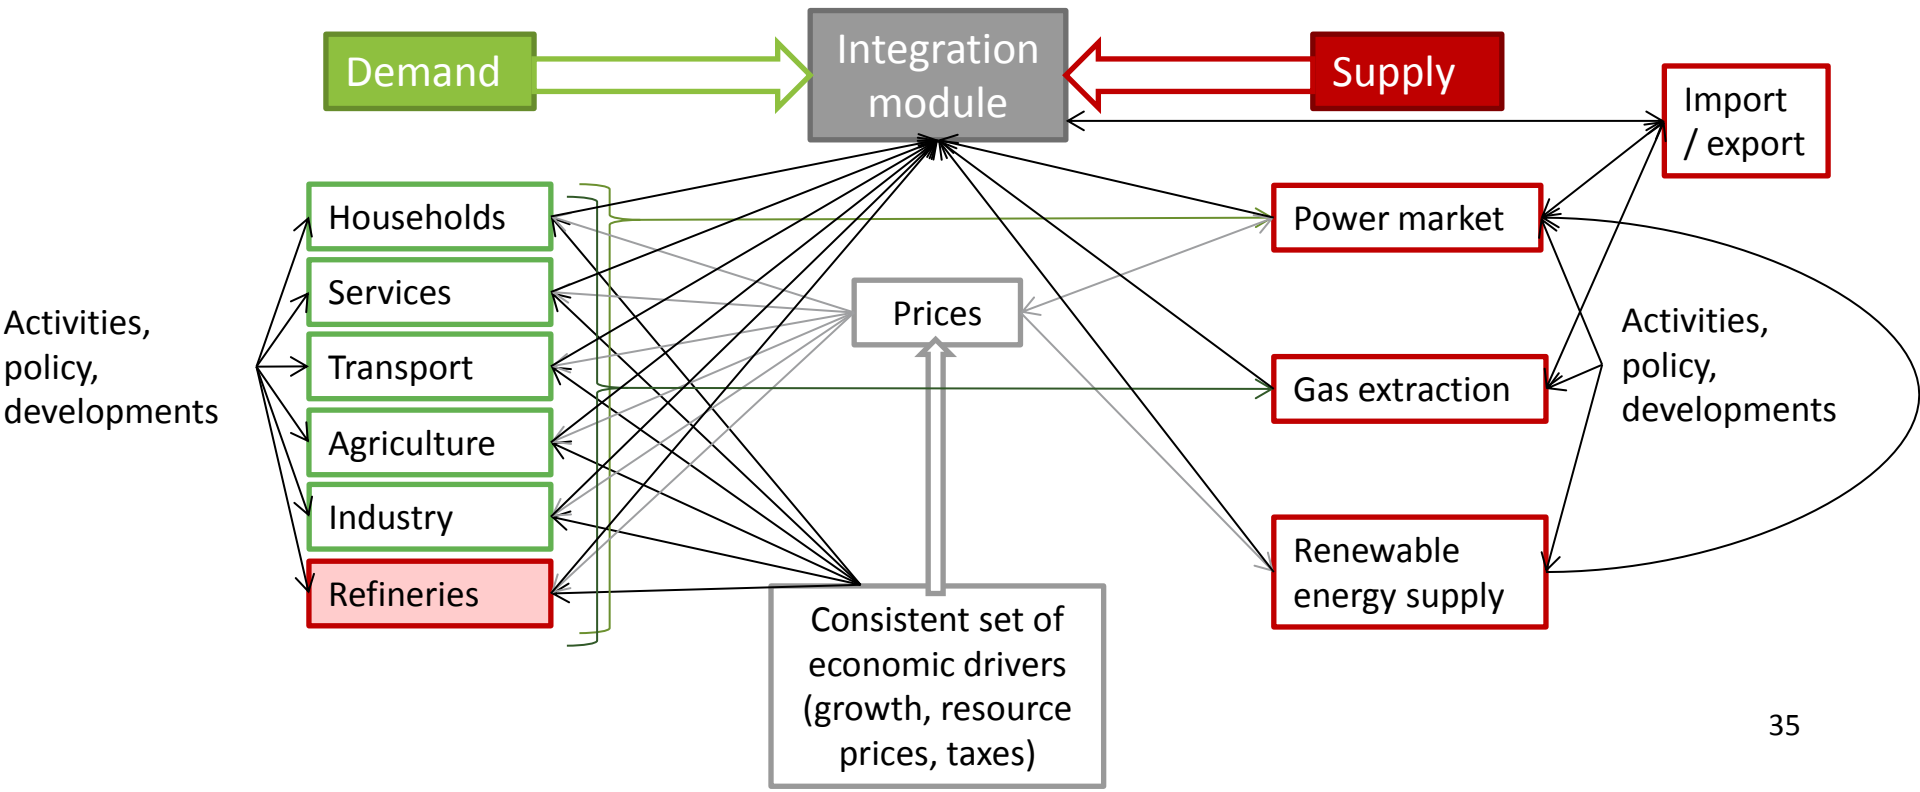 Demand
Integration
module
Supply
Import
/ export
Households
Services
Transport
Agriculture
Industry
Refineries
Activities,
policy,
developments
Prices
Power market
Gas extraction
Renewable
energy supply
Activities,
policy,
developments
Consistent set of
economic drivers
(growth, resource
prices, taxes)
35